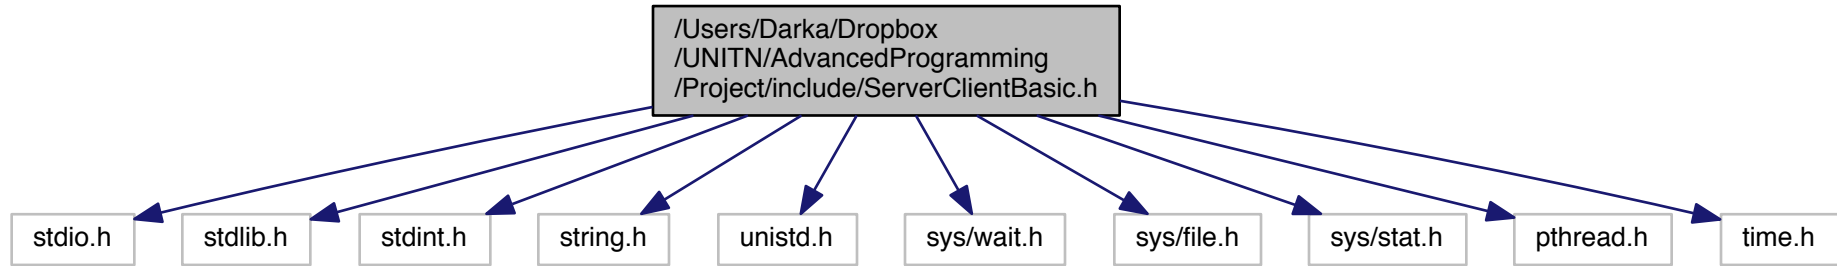 /Users/Darka/Dropbox
/UNITN/AdvancedProgramming
/Project/include/ServerClientBasic.h
stdio.h
stdlib.h
stdint.h
string.h
unistd.h
sys/wait.h
sys/file.h
sys/stat.h
pthread.h
time.h